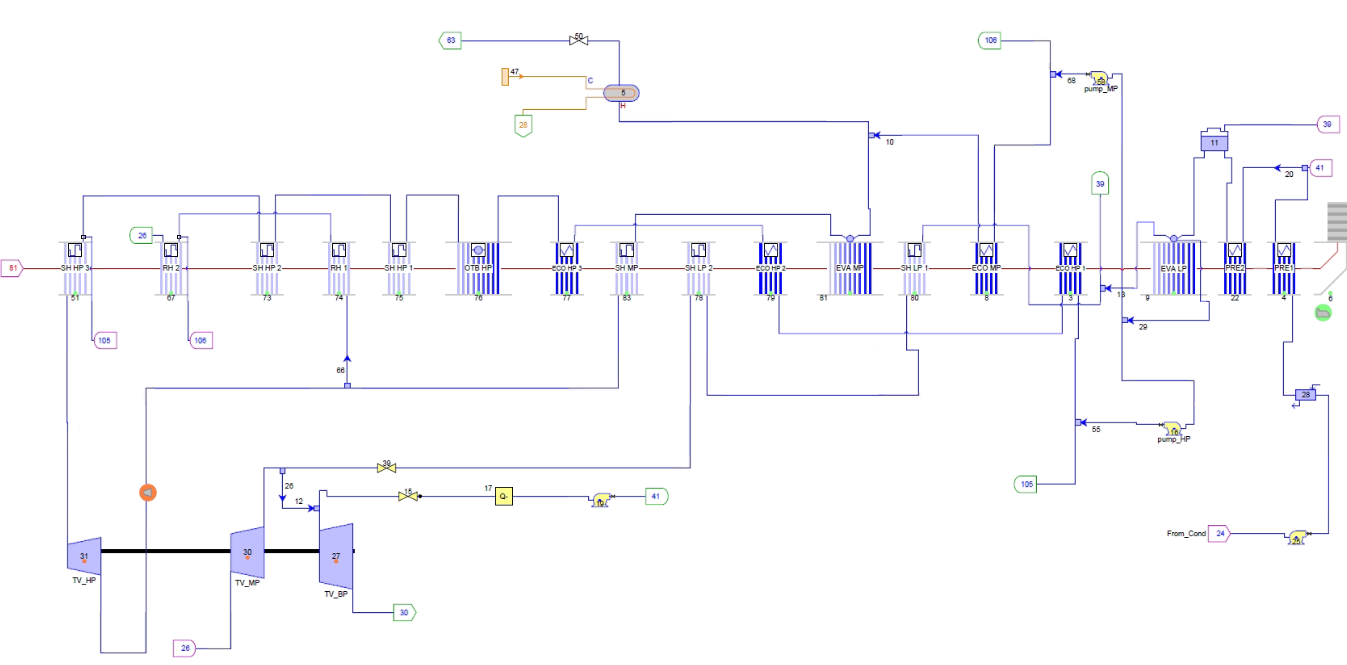 63
50
106
47
C
68
58
pump_MP
5
H
28
39
11
10
20
41
39
26
81
SH HP 3
RH 2
SH HP 2
RH 1
SH HP 1
OTB HP
ECO HP 3
SH MP
SH LP 2
ECO HP 2
EVA MP
SH LP 1
ECO MP
ECO HP 1
EVA LP
PRE2
PRE1
13
51
67
73
74
75
76
77
83
78
79
81
80
8
3
9
22
4
6
29
105
106
66
28
55
pump_HP
39
26
17
Q-
15
41
12
105
From_Cond
24
31
30
27
TV_HP
TV_MP
TV_BP
30
26